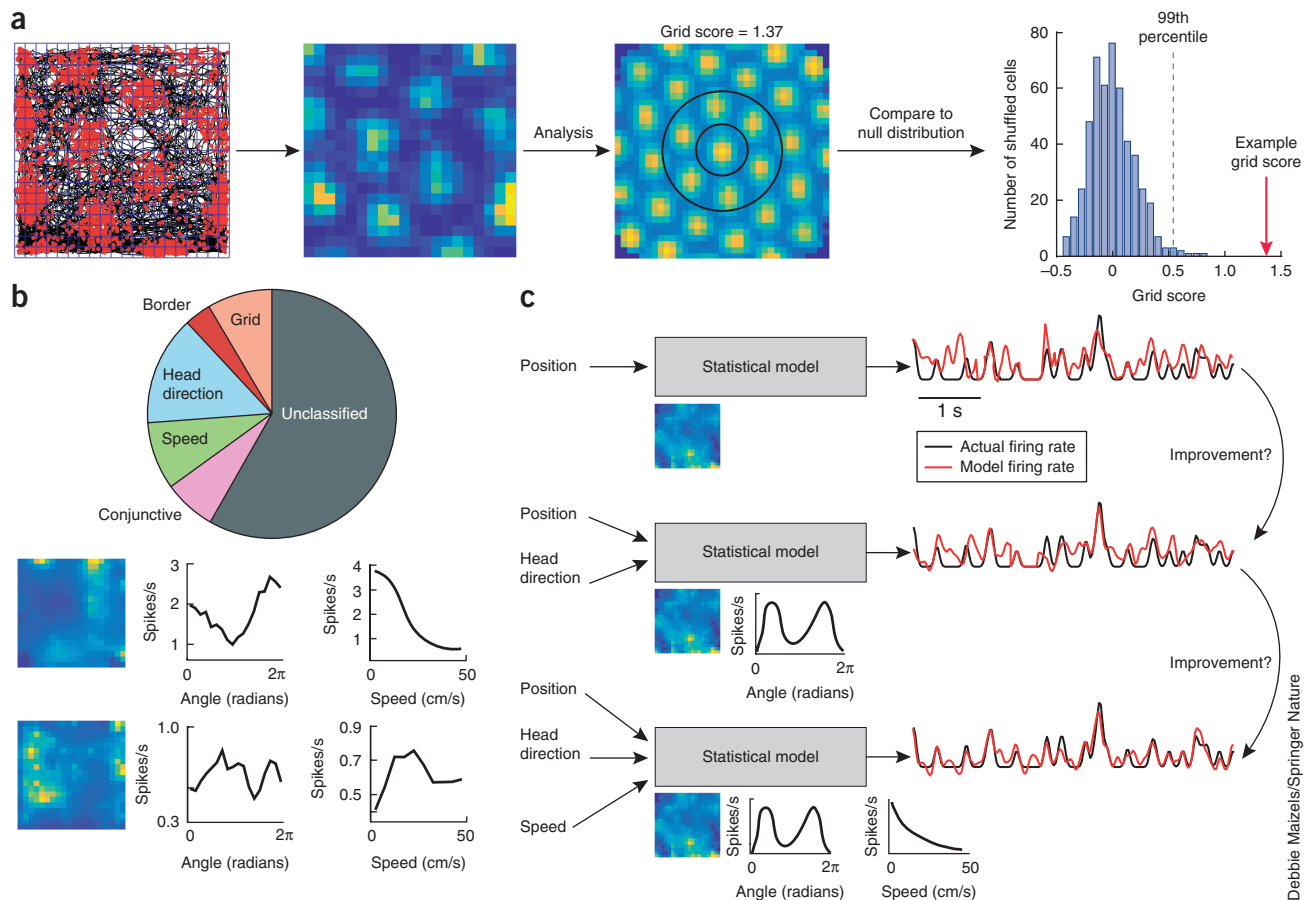 a
Grid score = 1.37
Analysis
Compare to
null distribution
99th
percentile
Number of shuffled cells
80
60
40
20
0
–0.5
0
0.5
1.0
1.5
Grid score
Example
grid score
b
Border
Grid
Head
direction
Unclassified
Speed
Conjunctive
Spikes/s
3
2
1
0
2π
Angle (radians)
Spikes/s
4
3
2
1
0
50
Speed (cm/s)
Spikes/s
1.0
0.3
0
2π
Angle (radians)
Spikes/s
0.9
0.7
0.5
0
50
Speed (cm/s)
c
Position
Statistical model
1 s
Actual firing rate
Model firing rate
Improvement?
Position
Head
direction
Statistical model
Spikes/s
0
2π
Angle (radians)
Improvement?
Position
Head
direction
Speed
Statistical model
Spikes/s
0
2π
Angle (radians)
Spikes/s
0
50
Speed (cm/s)
Debbie Maizels/Springer Nature